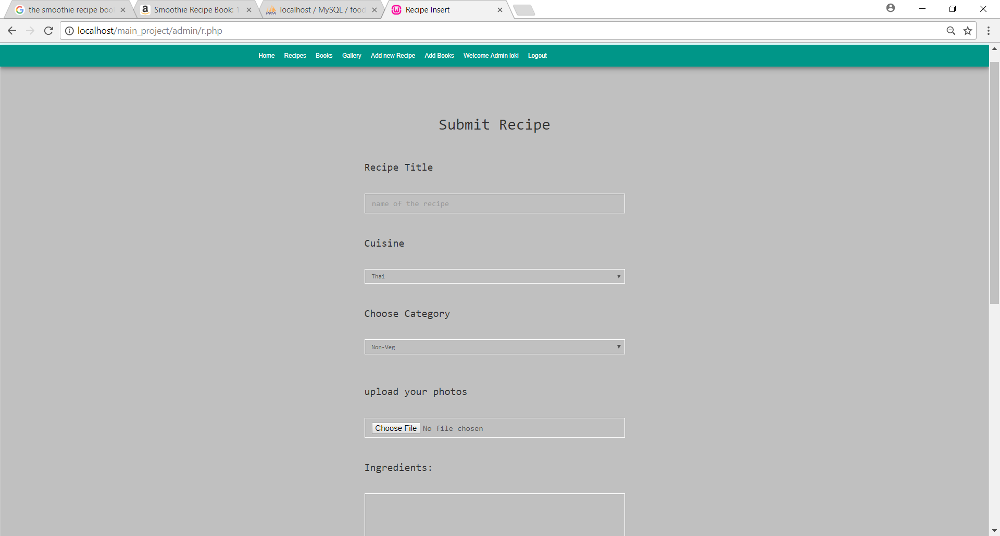 the smoothie recipe boo
Smoothie Recipe Book: 1
localhost / MySQL / food
Recipe Insert
localhost/main_project/admin/r.php
Home Recipes Books Gallery Add new Recipe Add Books Welcome Admin loki Logout
Submit Recipe
Recipe Title
name of the recipe
Cuisine
Thai
Choose Category
Non-Veg
upload your photos
Choose File No file chosen
Ingredients: